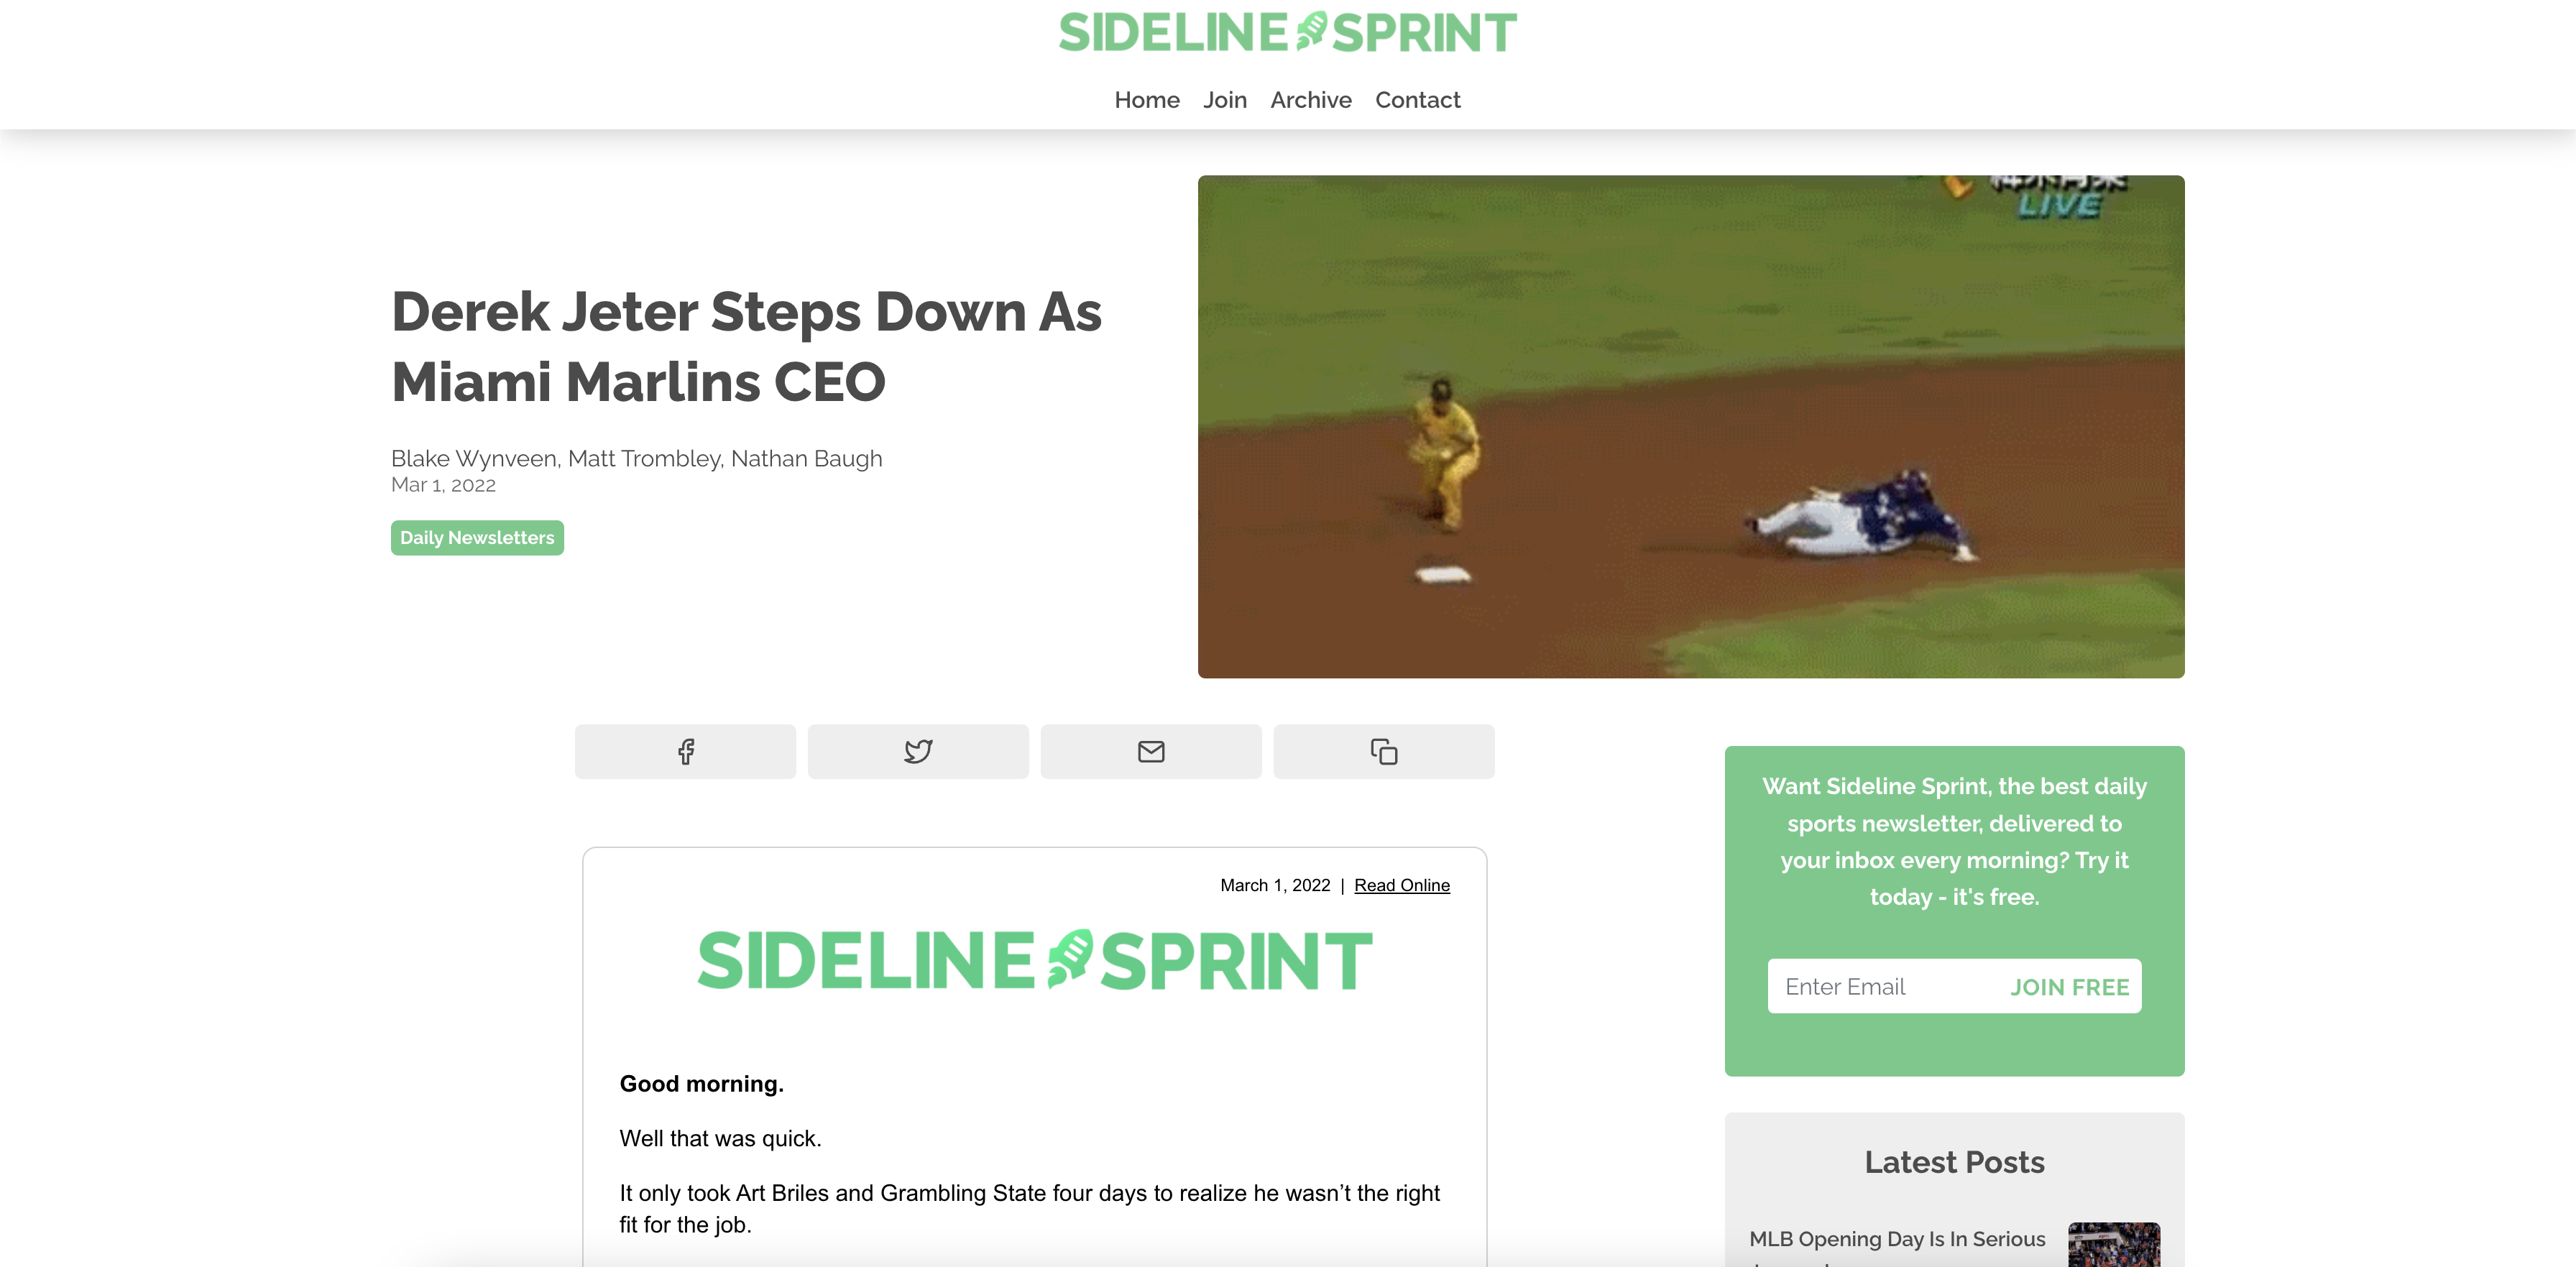 SIDELINE SPRINT
Home Join Archive Contact
Derek Jeter Steps Down As
Miami Marlins CEO
Blake Wynveen, Matt Trombley, Nathan Baugh
Mar 1, 2022
Daily Newsletters
LIVE
March 1, 2022 | Read Online
SIDELINE SPRINT
Good morning.
Well that was quick.
It only took Art Briles and Grambling State four days to realize he wasn’t the right
fit for the job.
Want Sideline Sprint, the best daily
sports newsletter, delivered to
your inbox every morning? Try it
today - it's free.
Enter Email JOIN FREE
Latest Posts
MLB Opening Day Is In Serious